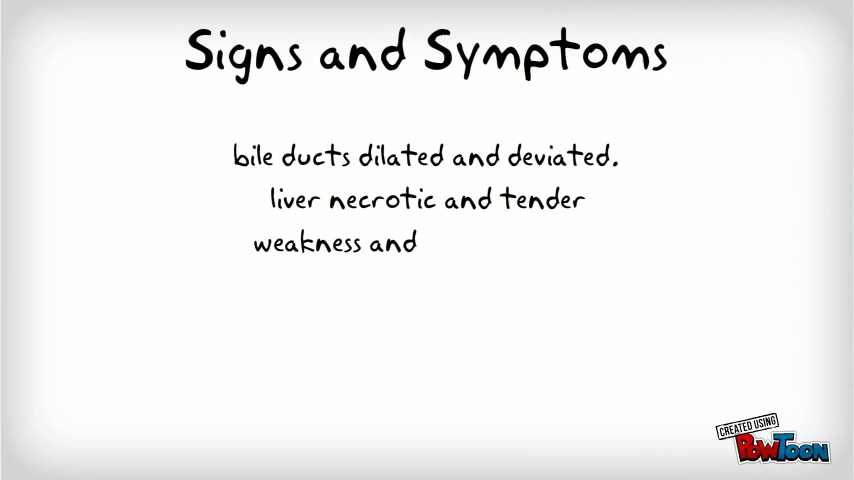 Signs and Symptoms
bile ducts dilated and deviated.
liver necrotic and tender
weakness and
CREATED USING
POWTOON